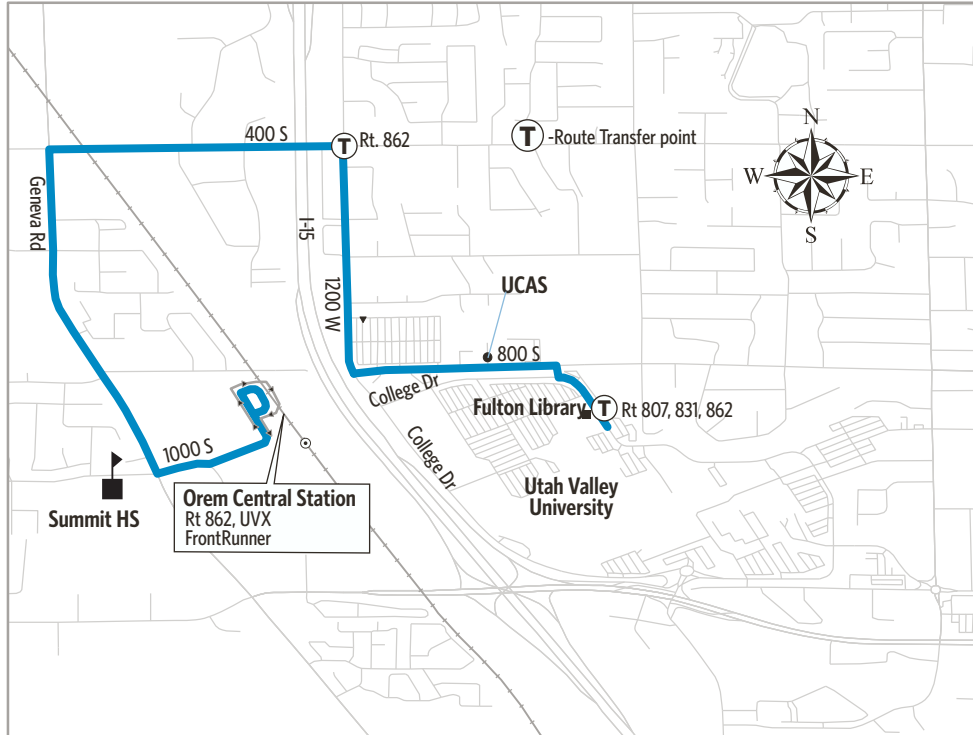 400 S
T Rt. 862
T -Route Transfer point
N
W E
S
Geneva Rd
I-15
1200 W
UCAS
800 S
College Dr
Fulton Library
T Rt 807, 831, 862
College Dr
1000 S
Utah Valley
University
Orem Central Station
Rt 862, UVX
FrontRunner
Summit HS